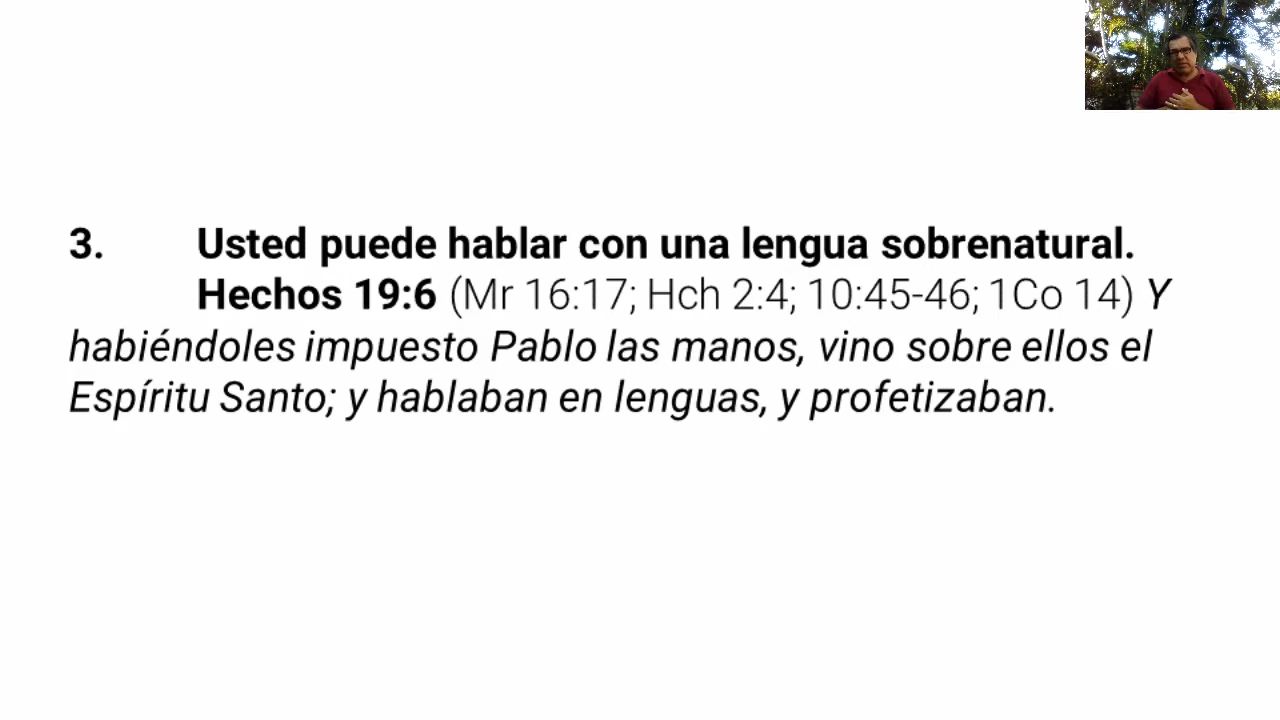 3. Usted puede hablar con una lengua sobrenatural.
Hechos 19:6 (Mr 16:17; Hch 2:4; 10:45-46; 1Co 14) Y
habiéndoles impuesto Pablo las manos, vino sobre ellos el
Espíritu Santo; y hablaban en lenguas, y profetizaban.